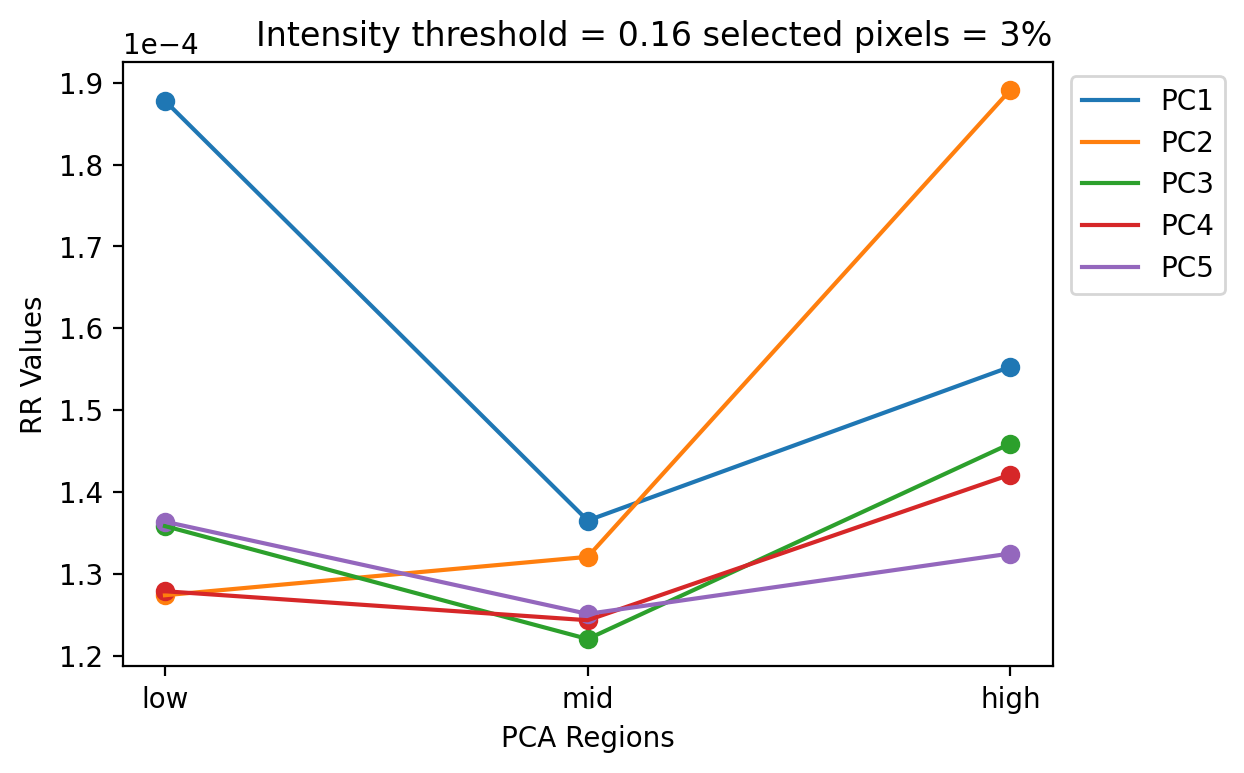 Intensity threshold = 0.16 selected pixels = 3%
1e−4
1.9
1.8
1.7
1.6
1.5
1.4
1.3
1.2
RR Values
low
mid
high
PCA Regions
PC1
PC2
PC3
PC4
PC5